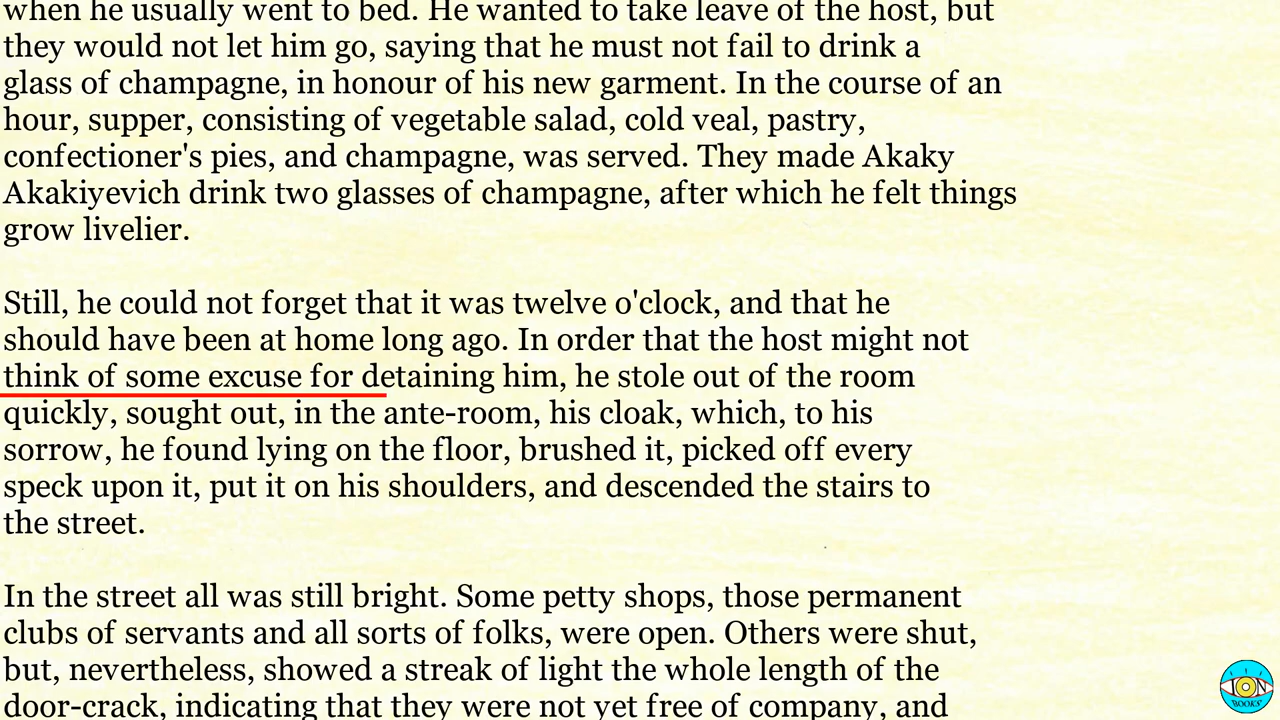 when he usually went to bed. He wanted to take leave of the host, but
they would not let him go, saying that he must not fail to drink a
glass of champagne, in honour of his new garment. In the course of an
hour, supper, consisting of vegetable salad, cold veal, pastry,
confectioner's pies, and champagne, was served. They made Akaky
Akakiyevich drink two glasses of champagne, after which he felt things
grow livelier.
Still, he could not forget that it was twelve o'clock, and that he
should have been at home long ago. In order that the host might not
think of some excuse for detaining him, he stole out of the room
quickly, sought out, in the ante-room, his cloak, which, to his
sorrow, he found lying on the floor, brushed it, picked off every
speck upon it, put it on his shoulders, and descended the stairs to
the street.
In the street all was still bright. Some petty shops, those permanent
clubs of servants and all sorts of folks, were open. Others were shut,
but, nevertheless, showed a streak of light the whole length of the
door-crack, indicating that they were not yet free of company, and
ION
BOOKS